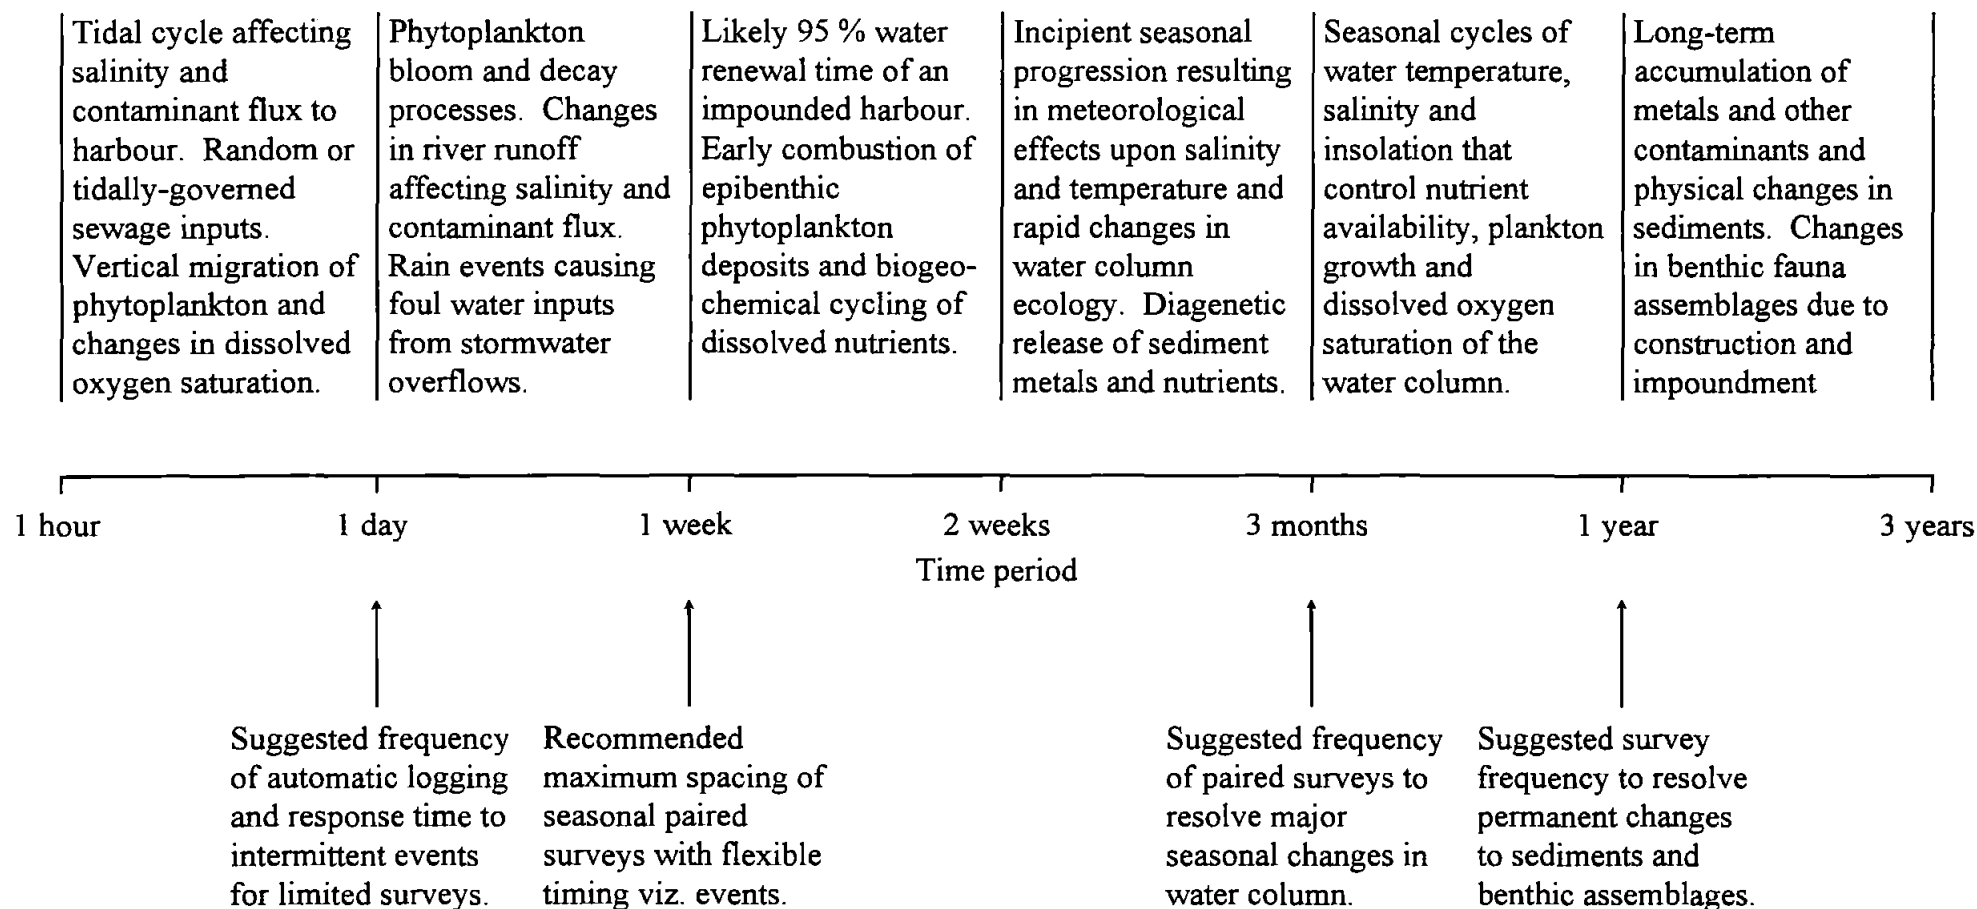 Tidal cycle affecting
salinity and
contaminant flux to
harbour. Random or
tidally-governed
sewage inputs.
Vertical migration of
phytoplankton and
changes in dissolved
oxygen saturation.
Phytoplankton
bloom and decay
processes. Changes
in river runoff
affecting salinity and
contaminant flux.
Rain events causing
foul water inputs
from stormwater
overflows.
Likely 95 % water
renewal time of an
impounded harbour.
Early combustion of
epibenthic
phytoplankton
deposits and biogeo-
chemical cycling of
dissolved nutrients.
Incipient seasonal
progression resulting
in meteorological
effects upon salinity
and temperature and
rapid changes in
water column
ecology. Diagenetic
release of sediment
metals and nutrients.
Seasonal cycles of
water temperature,
salinity and
insolation that
control nutrient
availability, plankton
growth and
dissolved oxygen
saturation of the
water column.
Long-term
accumulation of
metals and other
contaminants and
physical changes in
sediments. Changes
in benthic fauna
assemblages due to
construction and
impoundment
1 hour 1 day 1 week 2 weeks 3 months 1 year 3 years
Time period
Suggested frequency
of automatic logging
and response time to
intermittent events
for limited surveys.
Recommended
maximum spacing of
seasonal paired
surveys with flexible
timing viz. events.
Suggested frequency
of paired surveys to
resolve major
seasonal changes in
water column.
Suggested survey
frequency to resolve
permanent changes
to sediments and
benthic assemblages.